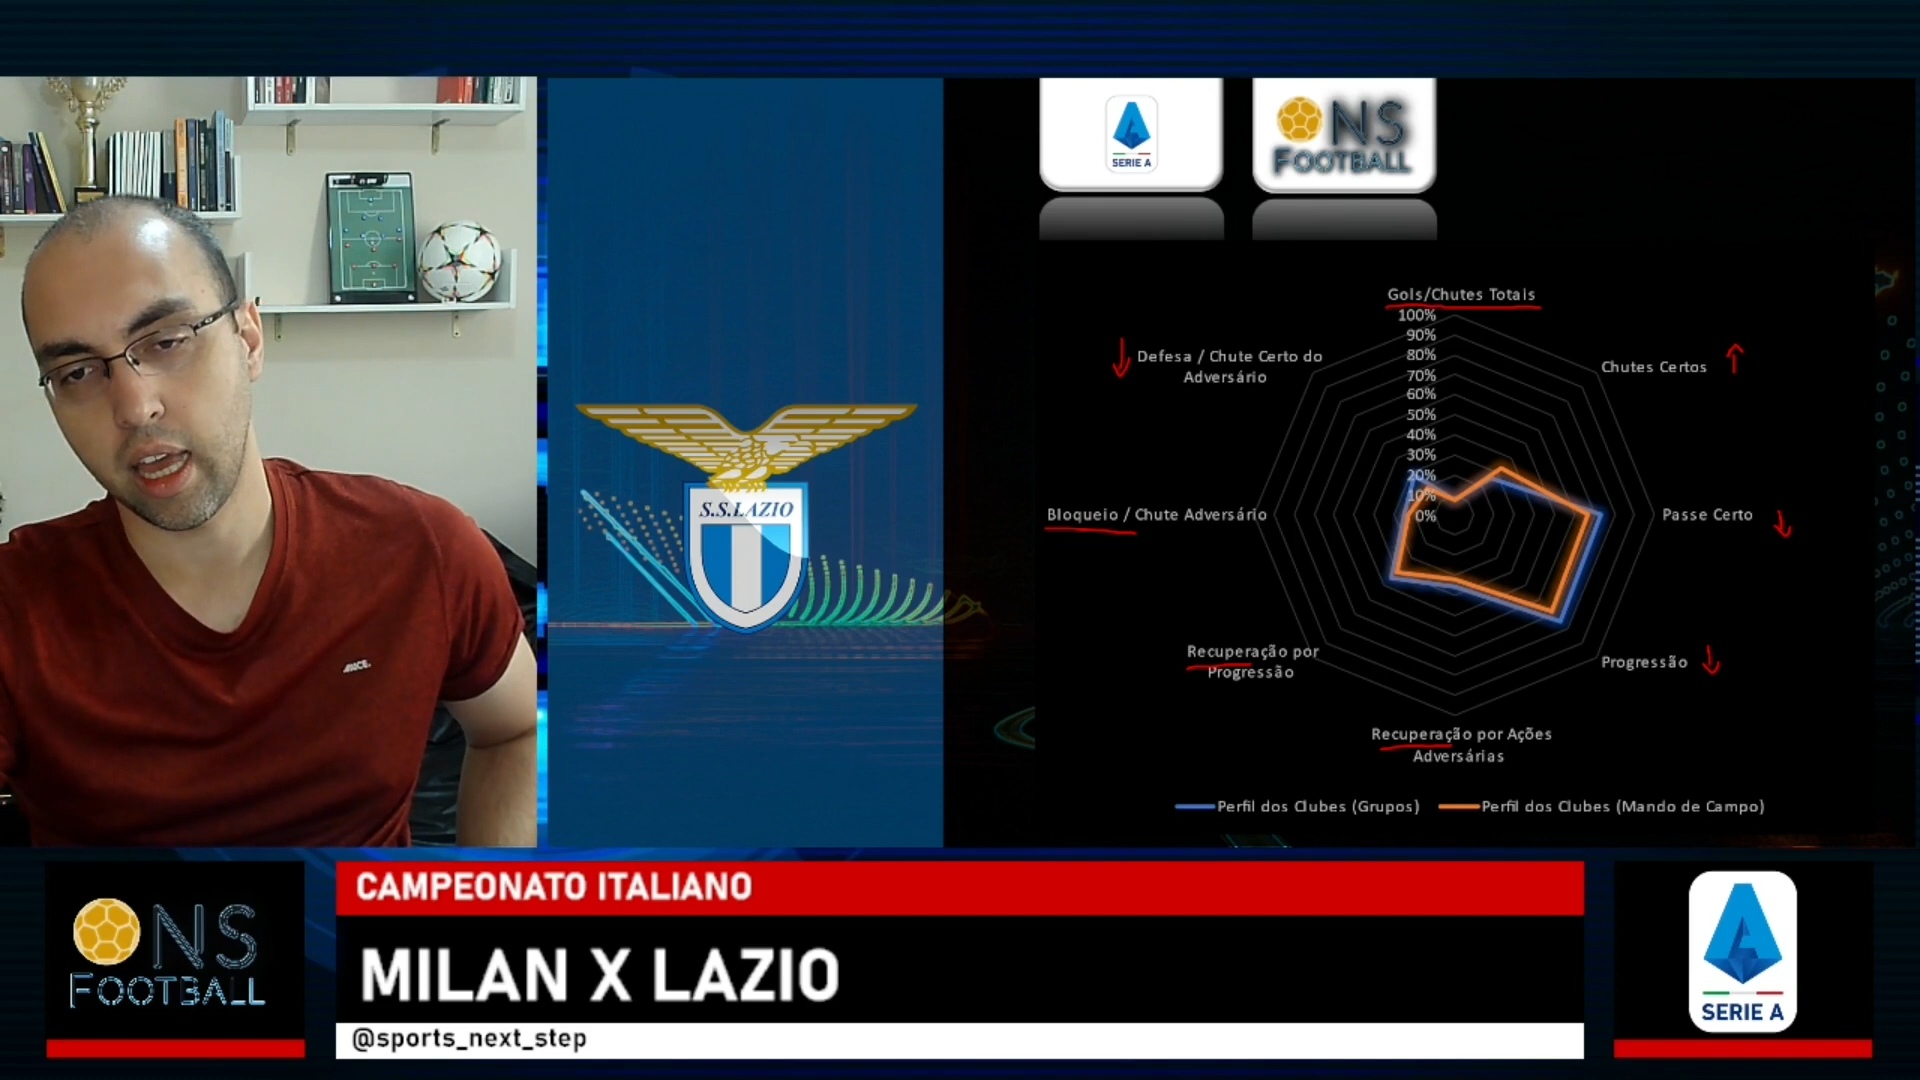 SERIE A
NS
FOOTBALL
Gols/Chutes Totais
100%
90%
80%
70%
60%
50%
40%
30%
20%
10%
0%
Defesa / Chute Certo do
Adversário
Chutes Certos
Bloqueio / Chute Adversário
Passe Certo
Recuperação por
Progressão
Progressão
Recuperação por Ações
Adversárias
Perfil dos Clubes (Grupos)
Perfil dos Clubes (Mando de Campo)
S.S.LAZIO
CAMPEONATO ITALIANO
MILAN X LAZIO
@sports_next_step
NS
FOOTBALL
SERIE A